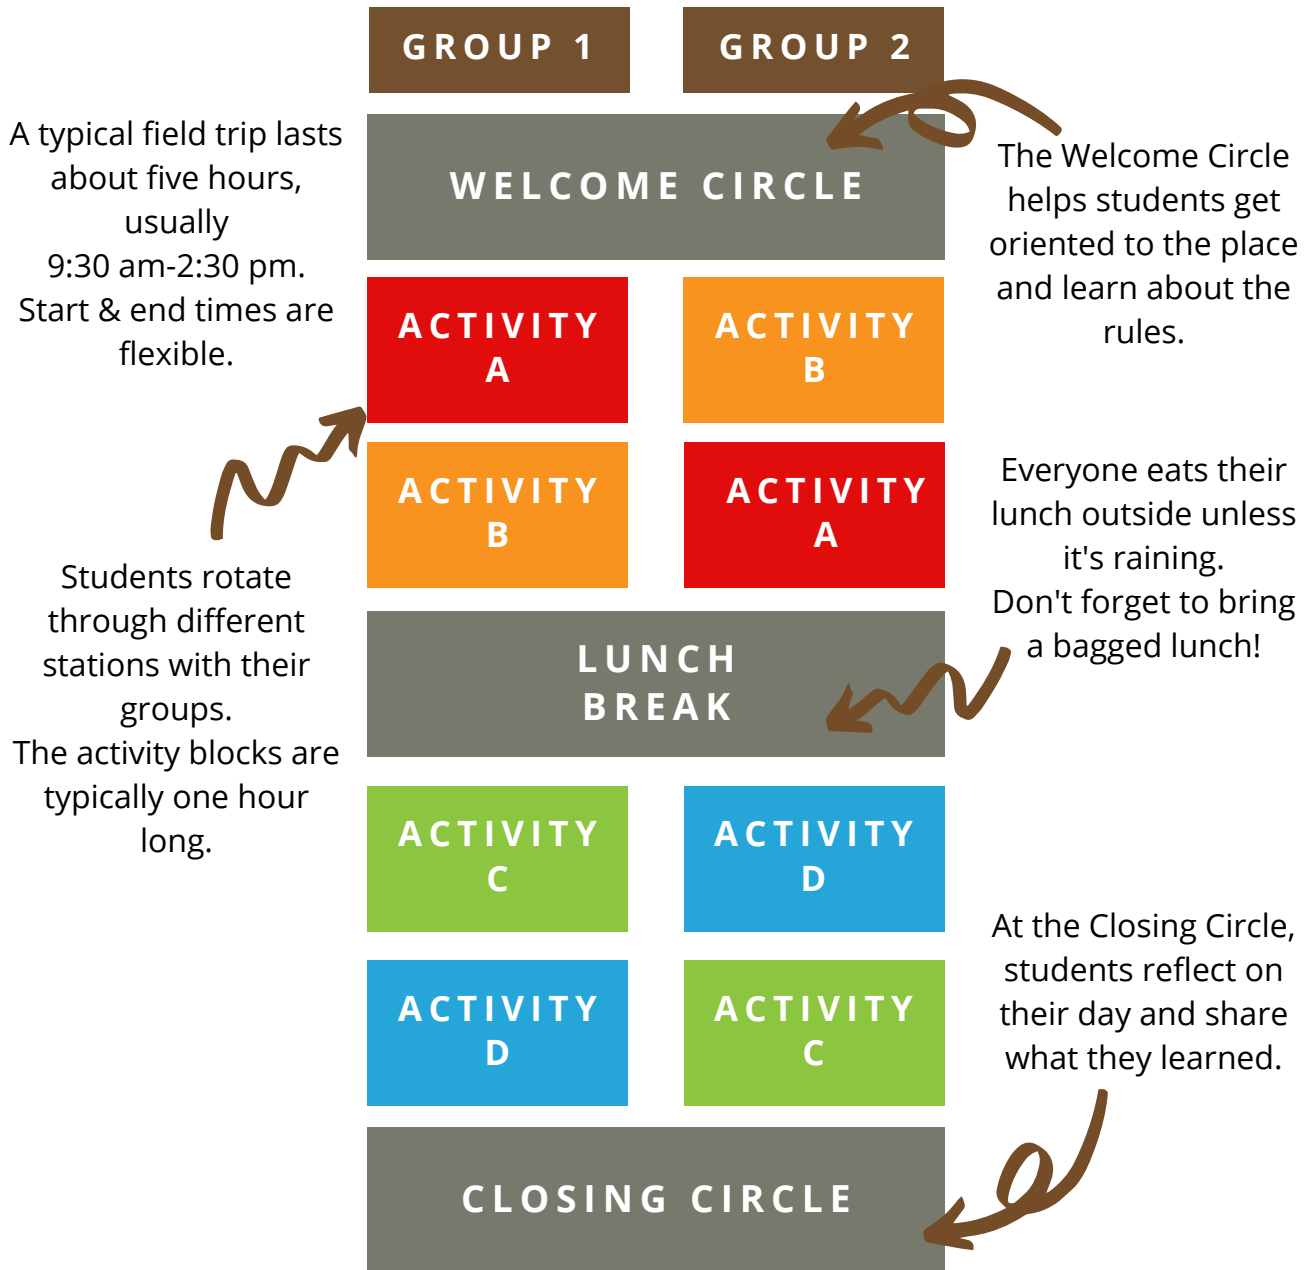 GROUP 1
GROUP 2
A typical field trip lasts
about five hours,
usually
9:30 am-2:30 pm.
Start & end times are
flexible.
WELCOME CIRCLE
The Welcome Circle
helps students get
oriented to the place
and learn about the
rules.
ACTIVITY
A
ACTIVITY
B
ACTIVITY
B
ACTIVITY
A
Students rotate
through different
stations with their
groups.
The activity blocks are
typically one hour
long.
Everyone eats their
lunch outside unless
it's raining.
Don't forget to bring
a bagged lunch!
LUNCH
BREAK
ACTIVITY
C
ACTIVITY
D
ACTIVITY
D
ACTIVITY
C
At the Closing Circle,
students reflect on
their day and share
what they learned.
CLOSING CIRCLE